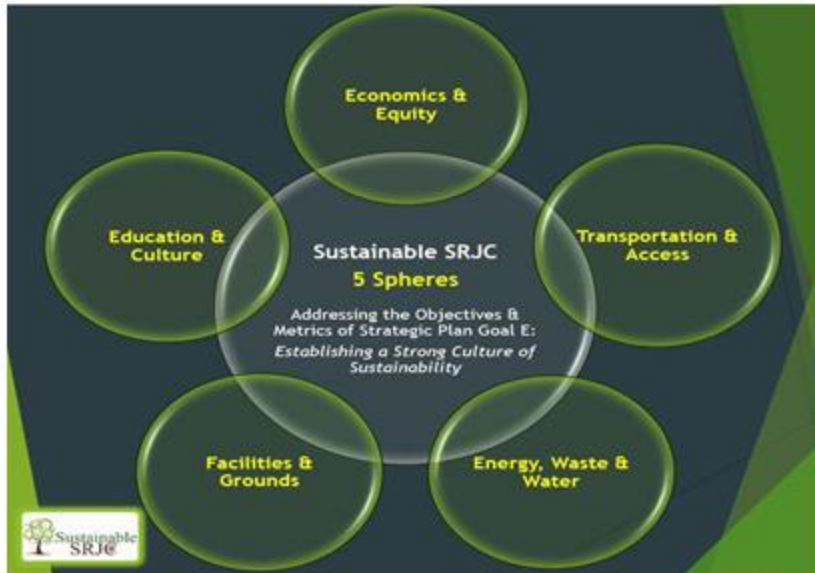 Economics &
Equity
Education &
Culture
Transportation &
Access
Sustainable SRJC
5 Spheres
Addressing the Objectives &
Metrics of Strategic Plan Goal E:
Establishing a Strong Culture of
Sustainability
Facilities &
Grounds
Energy, Waste &
Water
Sustainable
SRJC